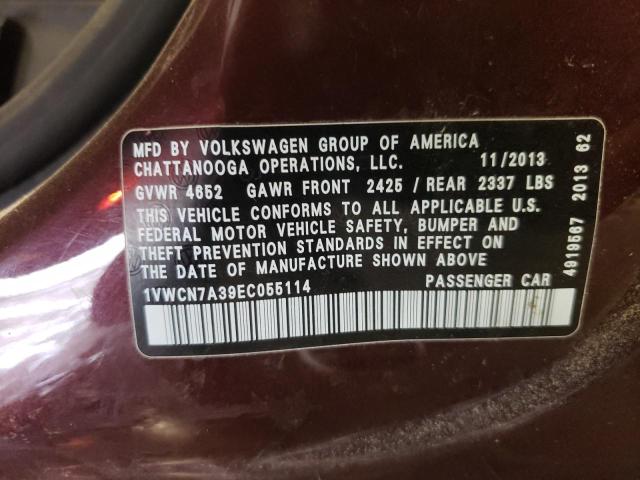 MFD BY VOLKSWAGEN GROUP OF AMERICA
CHATTANOOGA OPERATIONS, LLC. 11/2013
GVWR 4652 GAWR FRONT 2425 / REAR 2337 LBS
THIS VEHICLE CONFORMS TO ALL APPLICABLE U.S.
FEDERAL MOTOR VEHICLE SAFETY, BUMPER AND
THEFT PREVENTION STANDARDS IN EFFECT ON
THE DATE OF MANUFACTURE SHOWN ABOVE
1VWCN7A39EC055114 PASSENGER CAR
4918567 2013 62